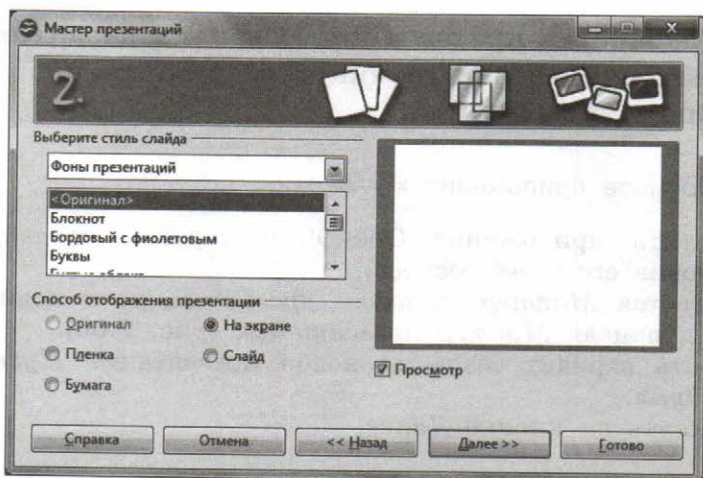 Мастер презентаций
2.
Выберите стиль слайда
Фоны презентаций
<Оригинал>
Блокнот
Бордовый с фиолетовым
Буквы
Способ отображения презентации
Оригинал
На экране
Пленка
Слайд
Бумага
Просмотр
Справка
Отмена
<< Назад
Далее >>
Готово